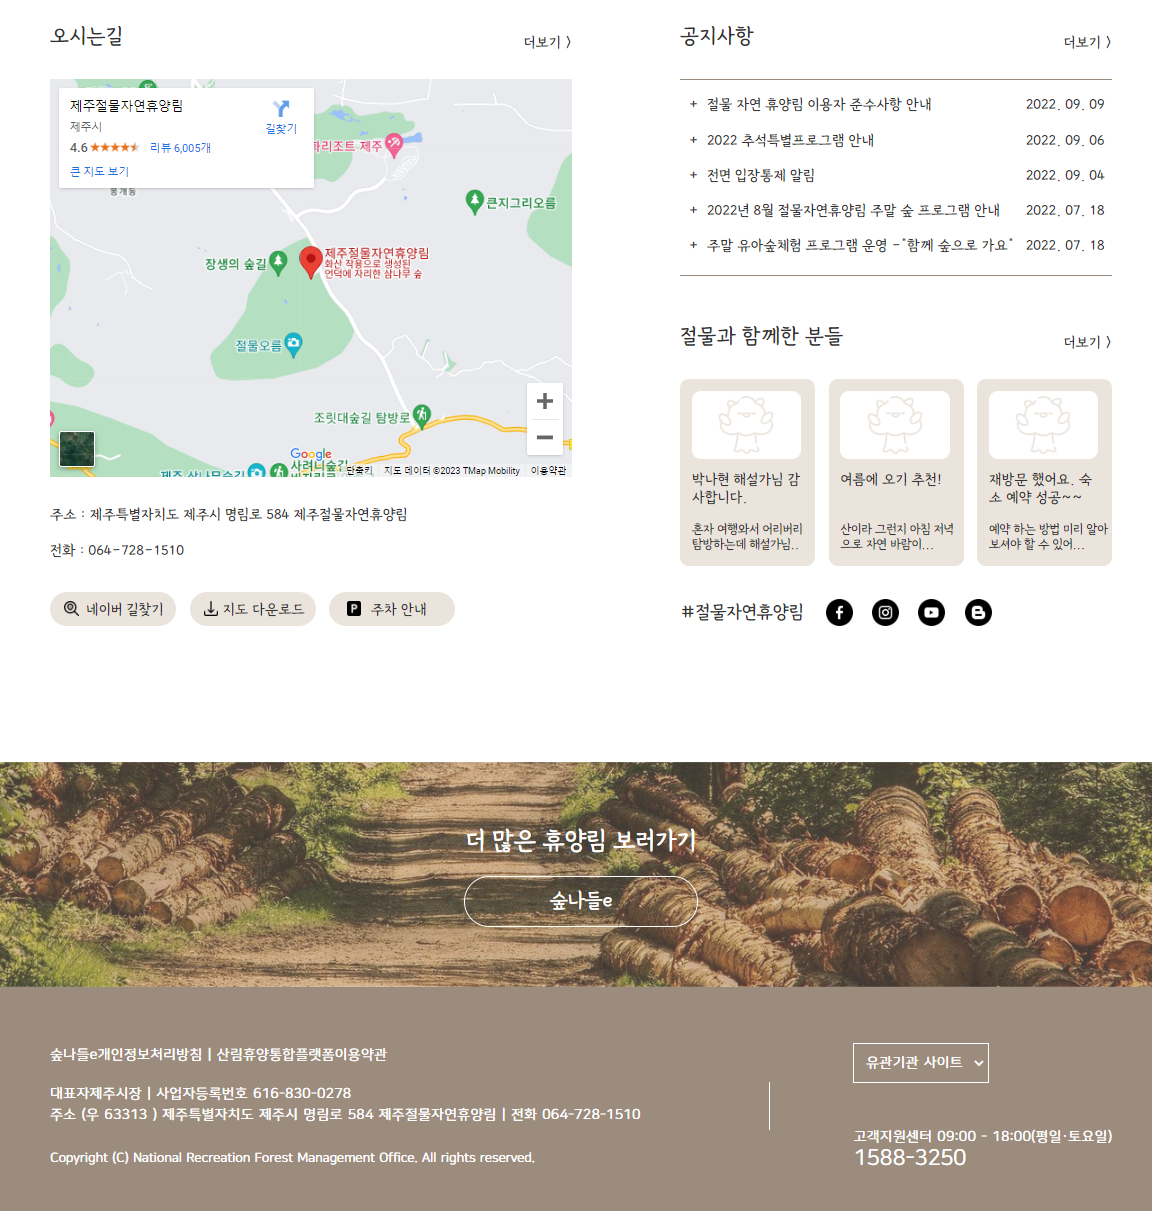 오시는길
더보기 >
제주절물자연휴양림
제주시
4.6 ★★★★★ 리뷰 6,005개
큰 지도 보기
길찾기
봉개동
파리조트 제주
큰지그리오름
장생의 숲길
제주절물자연휴양림
화산 작용으로 생성된
언덕에 자리한 삼나무 숲
절물오름
조릿대숲길 탐방로
Google
사려니숲길
단축키 지도 데이터 ©2023 TMap Mobility 이용약관
주소 : 제주특별자치도 제주시 명림로 584 제주절물자연휴양림
전화 : 064-728-1510
네이버 길찾기
지도 다운로드
P 주차 안내
공지사항
더보기 >
+ 절물 자연 휴양림 이용자 준수사항 안내 2022. 09. 09
+ 2022 추석특별프로그램 안내 2022. 09. 06
+ 전면 입장통제 알림 2022. 09. 04
+ 2022년 8월 절물자연휴양림 주말 숲 프로그램 안내 2022. 07. 18
+ 주말 유아숲체험 프로그램 운영 -"함께 숲으로 가요" 2022. 07. 18
절물과 함께한 분들
더보기 >
박나현 해설가님 감
사합니다.
혼자 여행와서 어리버리
탐방하는데 해설가님..
여름에 오기 추천!
산이라 그런지 아침 저녁
으로 자연 바람이...
재방문 했어요. 숙
소 예약 성공~~
예약 하는 방법 미리 알아
보셔야 할 수 있어...
#절물자연휴양림
더 많은 휴양림 보러가기
숲나들e
숲나들e개인정보처리방침 | 산림휴양통합플랫폼이용약관
대표자제주시장 | 사업자등록번호 616-830-0278
주소 (우 63313 ) 제주특별자치도 제주시 명림로 584 제주절물자연휴양림 | 전화 064-728-1510
Copyright (C) National Recreation Forest Management Office. All rights reserved.
유관기관 사이트
고객지원센터 09:00 - 18:00(평일·토요일)
1588-3250